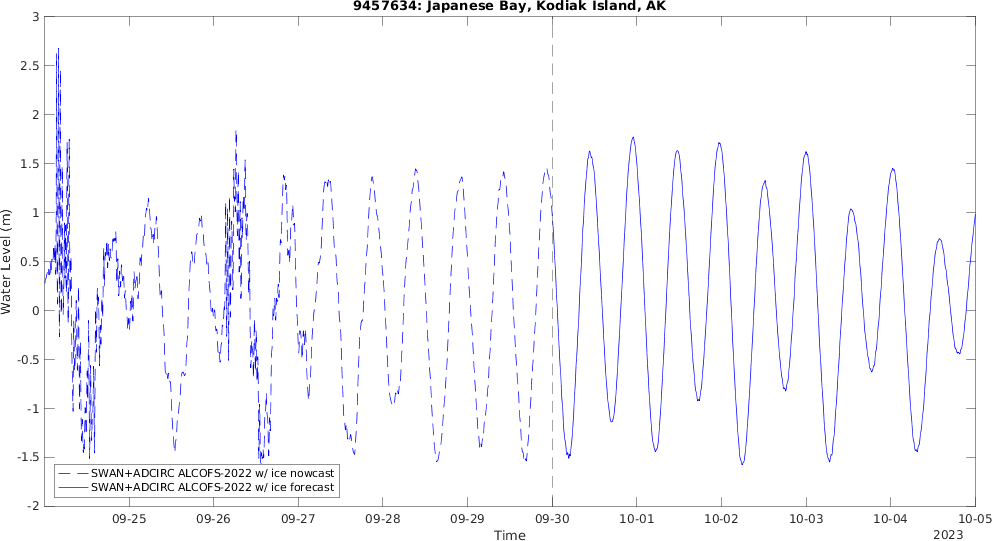 9457634: Japanese Bay, Kodiak Island, AK
3
2.5
2
1.5
1
0.5
0
-0.5
-1
-1.5
-2
Water Level (m)
SWAN+ADCIRC ALCOFS-2022 w/ ice nowcast
SWAN+ADCIRC ALCOFS-2022 w/ ice forecast
09-25 09-26 09-27 09-28 09-29 09-30 10-01 10-02 10-03 10-04 10-05
Time
2023